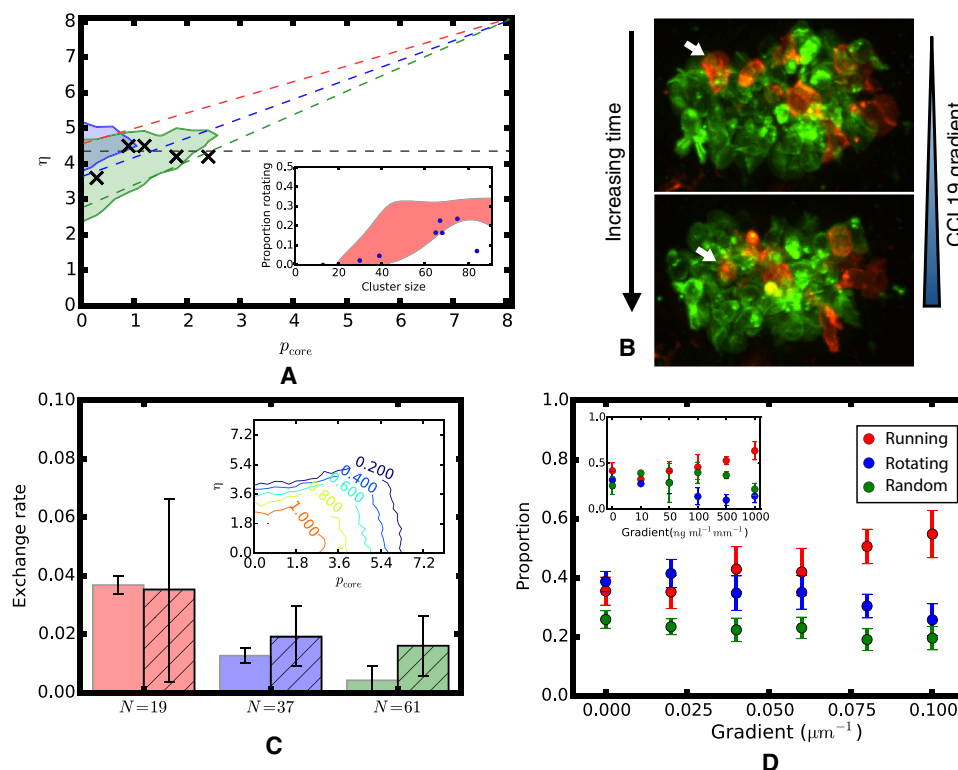 8
7
6
5
4
3
2
1
0
η
0 1 2 3 4 5 6 7 8
p_core
0.5
0.4
0.3
0.2
0.1
0.0
Proportion rotating
0 20 40 60 80
Cluster size
A
Increasing time
CCL19 gradient
B
0.10
0.08
0.06
0.04
0.02
0.00
Exchange rate
N=19 N=37 N=61
7.2
5.4
3.6
1.8
0.0
η
0.0 1.8 3.6 5.4 7.2
p_core
0.200
0.400
0.600
0.800
1.000
C
1.0
0.8
0.6
0.4
0.2
0.0
Proportion
0.000 0.025 0.050 0.075 0.100
Gradient (μm⁻¹)
1.0
0.5
0.0
0 10 50 100 500 1000
Gradient(ng ml⁻¹mm⁻¹)
Running
Rotating
Random
D